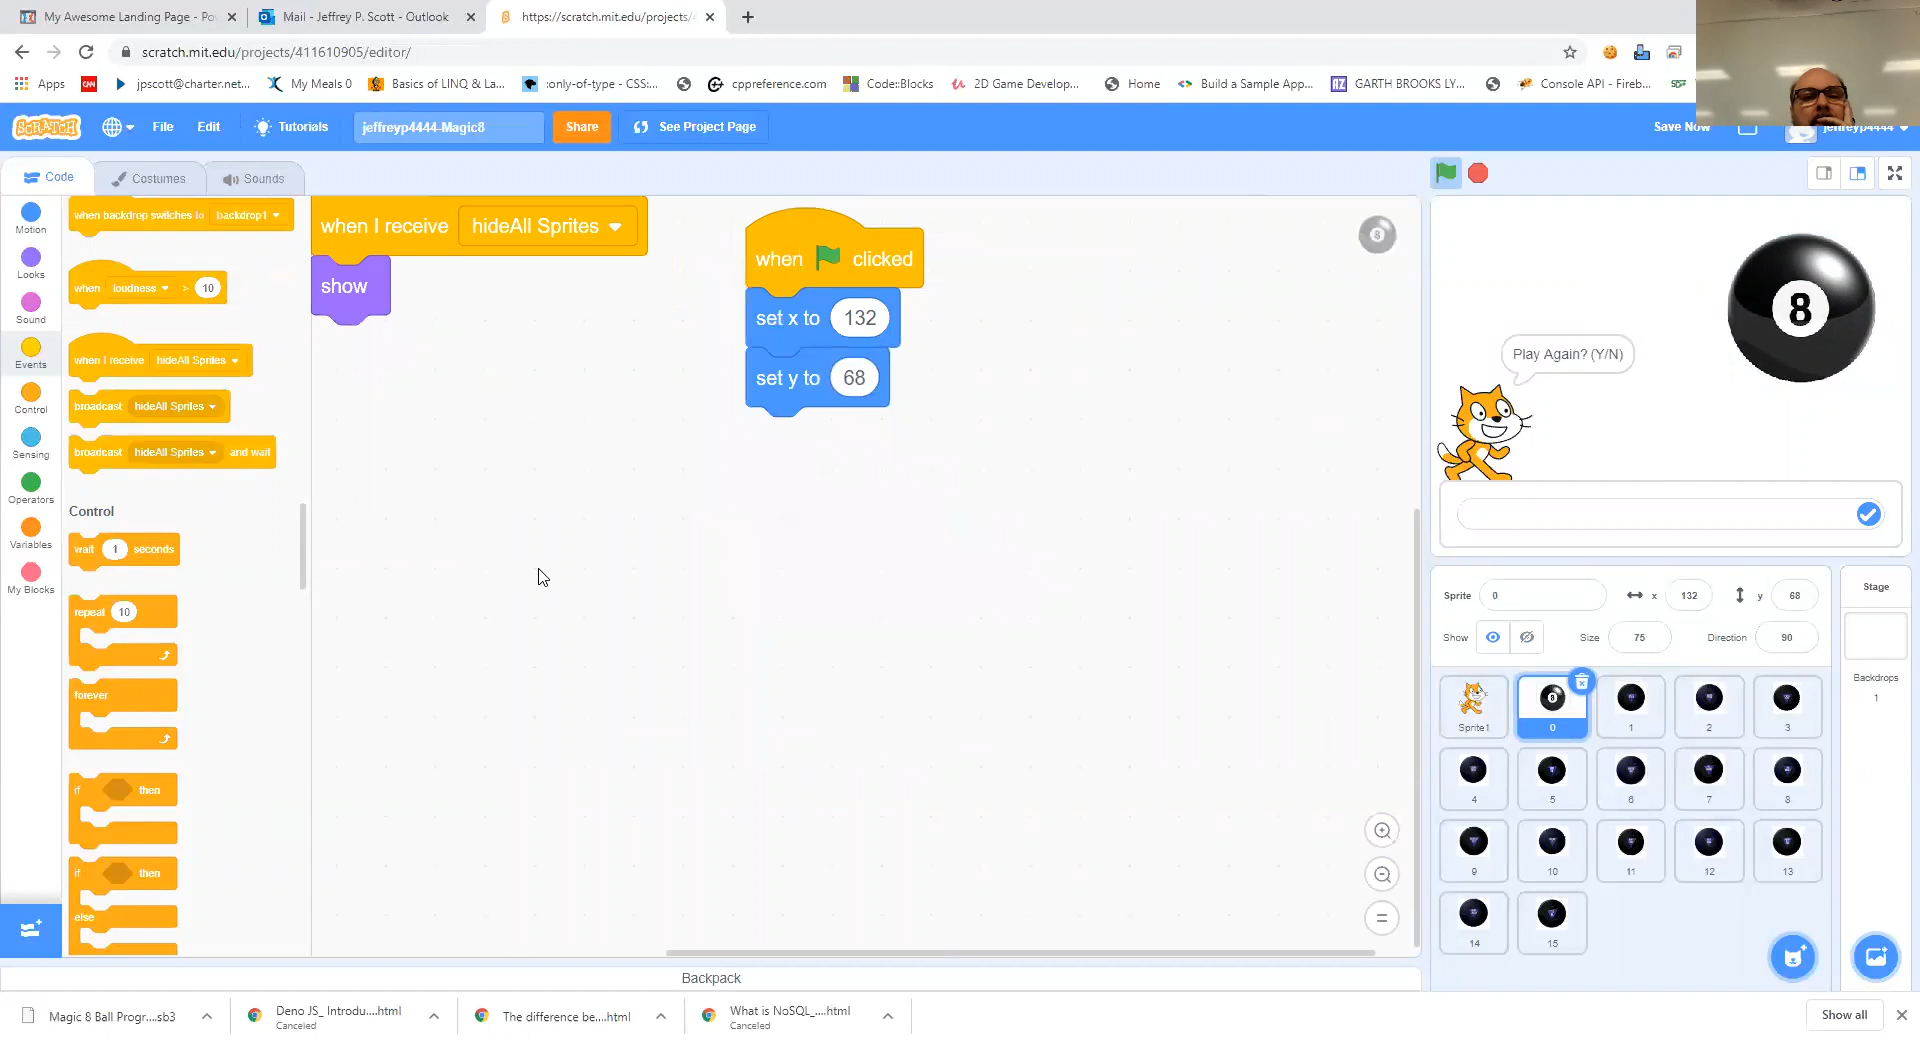 My Awesome Landing Page - Po
Mail - Jeffrey P. Scott - Outlook
https://scratch.mit.edu/projects/4
scratch.mit.edu/projects/411610905/editor/
Apps
CNN
jpscott@charter.net...
My Meals 0
Basics of LINQ & La...
:only-of-type - CSS:...
cppreference.com
Code::Blocks
2D Game Develop...
Home
Build a Sample App...
GARTH BROOKS LY...
Console API - Fireb...
SCRATCH
File
Edit
Tutorials
jeffreyp4444-Magic8
Share
See Project Page
Save Now
jeffreyp4444
Code
Costumes
Sounds
Motion
Looks
Sound
Events
Control
Sensing
Operators
Variables
My Blocks
when backdrop switches to backdrop1
when loudness > 10
when I receive hideAll Sprites
broadcast hideAll Sprites
broadcast hideAll Sprites and wait
Control
wait 1 seconds
repeat 10
forever
if then
if then
else
when I receive hideAll Sprites
show
when clicked
set x to 132
set y to 68
8
8
Play Again? (Y/N)
Sprite 0 x 132 y 68
Show Size 75 Direction 90
Sprite1
0
1
2
3
4
5
6
7
8
9
10
11
12
13
14
15
Stage
Backdrops
1
Backpack
Magic 8 Ball Progr....sb3
Deno JS_ Introdu....html
Canceled
The difference be....html
What is NoSQL_....html
Canceled
Show all